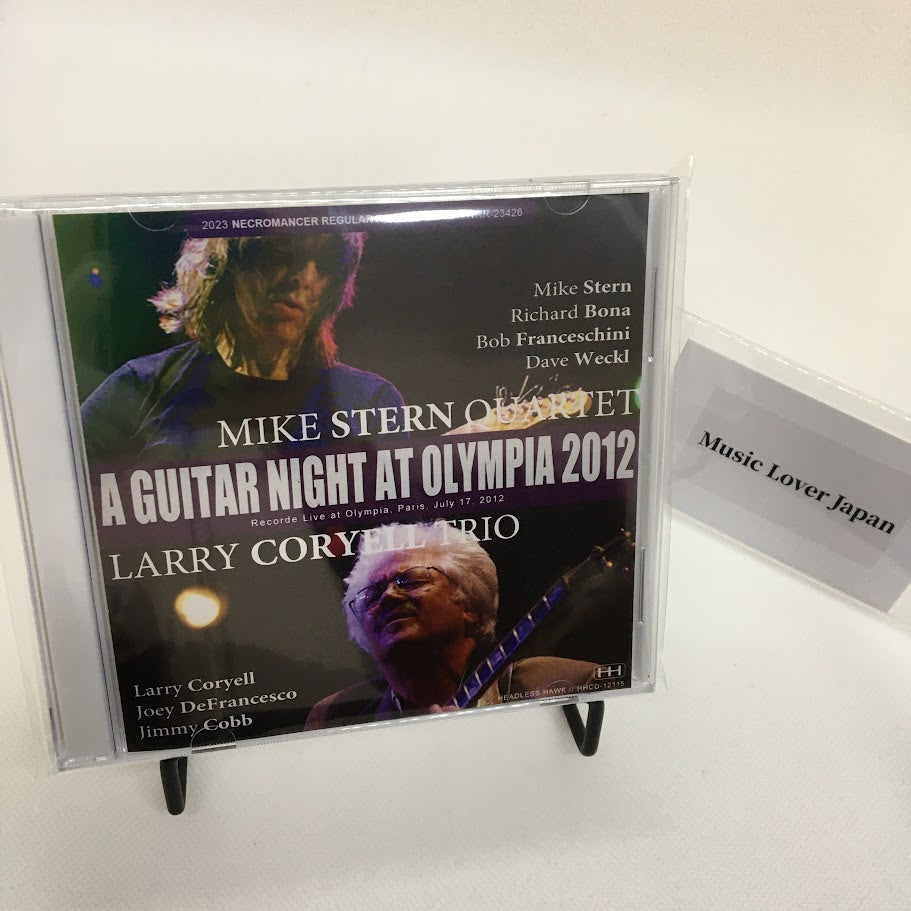 2023 NECROMANCER REGULAR
23426
Mike Stern
Richard Bona
Bob Franceschini
Dave Weckl
MIKE STERN QUARTET
A GUITAR NIGHT AT OLYMPIA 2012
Recorde Live at Olympia, Paris. July 17, 2012
LARRY CORYELL TRIO
Larry Coryell
Joey DeFrancesco
Jimmy Cobb
HH
HEADLESS HAWK // HHCD-12115
Music Lover Japan